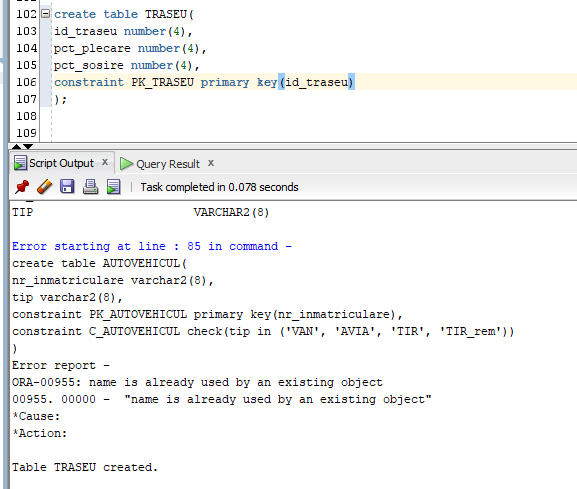 102 create table TRASEU(
103 id_traseu number(4),
104 pct_plecare number(4),
105 pct_sosire number(4),
106 constraint PK_TRASEU primary key(id_traseu)
107 );
108
109
Script Output x Query Result x
Task completed in 0.078 seconds
TIP VARCHAR2(8)
Error starting at line : 85 in command -
create table AUTOVEHICUL(
nr_inmatriculare varchar2(8),
tip varchar2(8),
constraint PK_AUTOVEHICUL primary key(nr_inmatriculare),
constraint C_AUTOVEHICUL check(tip in ('VAN', 'AVIA', 'TIR', 'TIR_rem'))
)
Error report -
ORA-00955: name is already used by an existing object
00955. 00000 - "name is already used by an existing object"
*Cause:
*Action:
Table TRASEU created.